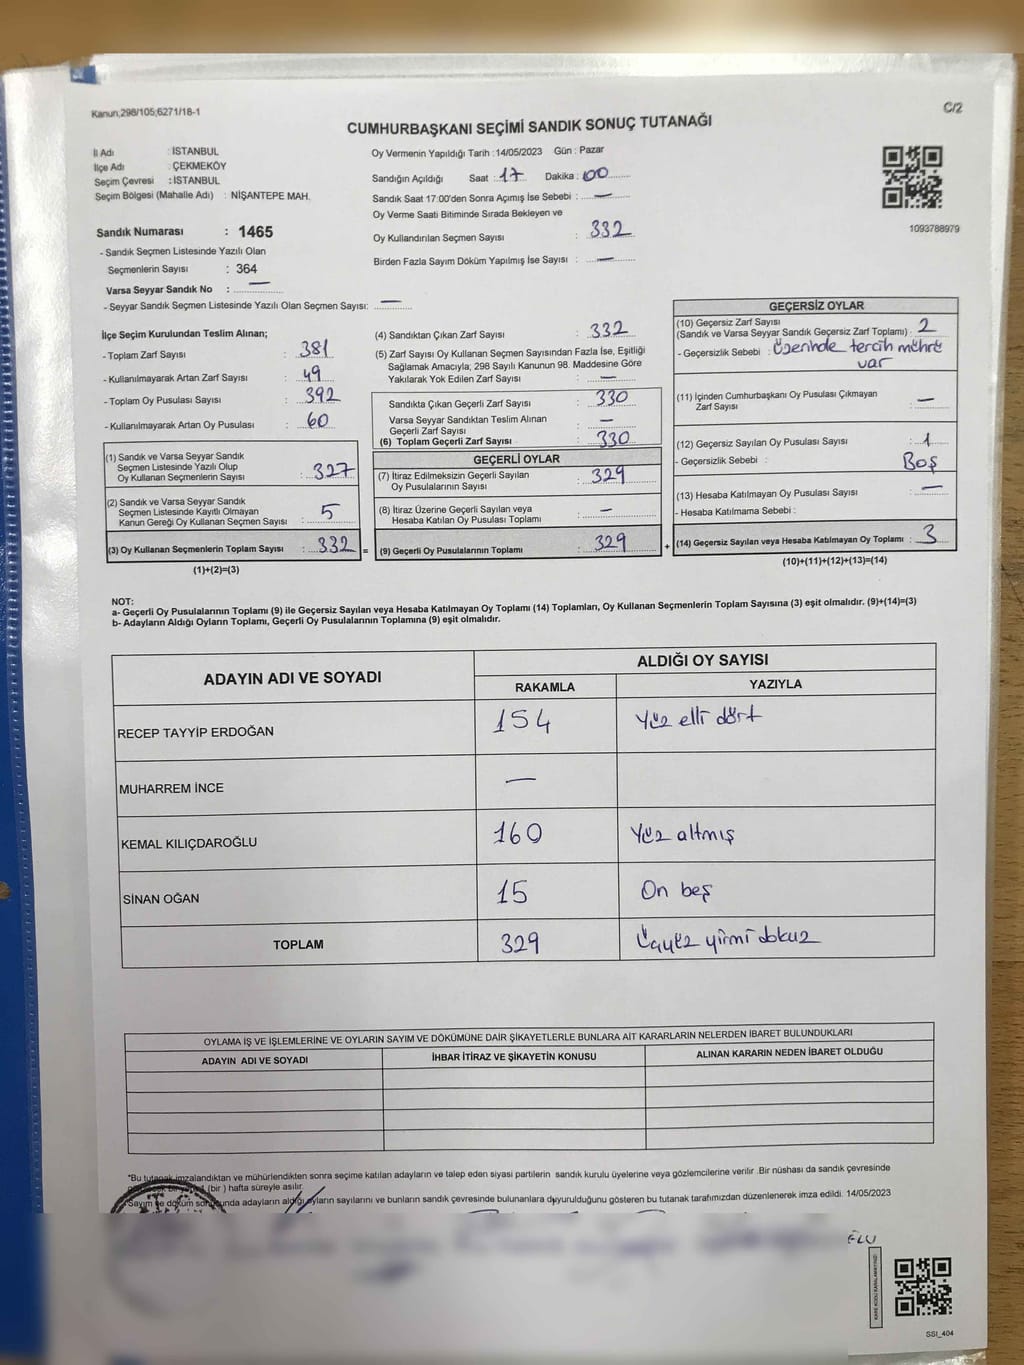 Kanun,298/105;6271/18-1
C/2
CUMHURBAŞKANI SEÇİMİ SANDIK SONUÇ TUTANAĞI
İl Adı : İSTANBUL
İlçe Adı : ÇEKMEKÖY
Seçim Çevresi : İSTANBUL
Seçim Bölgesi (Mahalle Adı) : NİŞANTEPE MAH.
Sandık Numarası : 1465
- Sandık Seçmen Listesinde Yazılı Olan
Seçmenlerin Sayısı : 364
Varsa Seyyar Sandık No : —
- Seyyar Sandık Seçmen Listesinde Yazılı Olan Seçmen Sayısı: —
Oy Vermenin Yapıldığı Tarih :14/05/2023 Gün : Pazar
Sandığın Açıldığı Saat : 17 Dakika : 00
Sandık Saat 17:00'den Sonra Açımış İse Sebebi : —
Oy Verme Saati Bitiminde Sırada Bekleyen ve
Oy Kullandırılan Seçmen Sayısı : 332
Birden Fazla Sayım Döküm Yapılmış İse Sayısı : —
1093788979
İlçe Seçim Kurulundan Teslim Alınan;
- Toplam Zarf Sayısı : 381
- Kullanılmayarak Artan Zarf Sayısı : 49
- Toplam Oy Pusulası Sayısı : 392
- Kullanılmayarak Artan Oy Pusulası : 60
(1) Sandık ve Varsa Seyyar Sandık
Seçmen Listesinde Yazılı Olup
Oy Kullanan Seçmenlerin Sayısı : 327
(2) Sandık ve Varsa Seyyar Sandık
Seçmen Listesinde Kayıtlı Olmayan
Kanun Gereği Oy Kullanan Seçmen Sayısı : 5
(3) Oy Kullanan Seçmenlerin Toplam Sayısı : 332 =
(1)+(2)=(3)
(4) Sandıktan Çıkan Zarf Sayısı : 332
(5) Zarf Sayısı Oy Kullanan Seçmen Sayısından Fazla İse, Eşitliği
Sağlamak Amacıyla; 298 Sayılı Kanunun 98. Maddesine Göre
Yakılarak Yok Edilen Zarf Sayısı : —
Sandıkta Çıkan Geçerli Zarf Sayısı : 330
Varsa Seyyar Sandıktan Teslim Alınan
Geçerli Zarf Sayısı : —
(6) Toplam Geçerli Zarf Sayısı : 330
GEÇERLİ OYLAR
(7) İtiraz Edilmeksizin Geçerli Sayılan
Oy Pusulalarının Sayısı : 329
(8) İtiraz Üzerine Geçerli Sayılan veya
Hesaba Katılan Oy Pusulası Toplamı : —
(9) Geçerli Oy Pusulalarının Toplamı : 329 +
GEÇERSİZ OYLAR
(10) Geçersiz Zarf Sayısı
(Sandık ve Varsa Seyyar Sandık Geçersiz Zarf Toplamı) : 2
- Geçersizlik Sebebi : Üzerinde tercih mührü
var
(11) İçinden Cumhurbaşkanı Oy Pusulası Çıkmayan
Zarf Sayısı : —
(12) Geçersiz Sayılan Oy Pusulası Sayısı : 1
- Geçersizlik Sebebi : Boş
(13) Hesaba Katılmayan Oy Pusulası Sayısı : —
- Hesaba Katılmama Sebebi :
(14) Geçersiz Sayılan veya Hesaba Katılmayan Oy Toplamı : 3
(10)+(11)+(12)+(13)=(14)
NOT:
a- Geçerli Oy Pusulalarının Toplamı (9) ile Geçersiz Sayılan veya Hesaba Katılmayan Oy Toplamı (14) Toplamları, Oy Kullanan Seçmenlerin Toplam Sayısına (3) eşit olmalıdır. (9)+(14)=(3)
b- Adayların Aldığı Oyların Toplamı, Geçerli Oy Pusulalarının Toplamına (9) eşit olmalıdır.
ADAYIN ADI VE SOYADI
ALDIĞI OY SAYISI
RAKAMLA YAZIYLA
RECEP TAYYİP ERDOĞAN 154 Yüz elli dört
MUHARREM İNCE —
KEMAL KILIÇDAROĞLU 160 Yüz altmış
SİNAN OĞAN 15 On beş
TOPLAM 329 Üçyüz yirmi dokuz
OYLAMA İŞ VE İŞLEMLERİNE VE OYLARIN SAYIM VE DÖKÜMÜNE DAİR ŞİKAYETLERLE BUNLARA AİT KARARLARIN NELERDEN İBARET BULUNDUKLARI
ADAYIN ADI VE SOYADI İHBAR İTİRAZ VE ŞİKAYETİN KONUSU ALINAN KARARIN NEDEN İBARET OLDUĞU
*Bu tutanak imzalandıktan ve mühürlendikten sonra seçime katılan adayların ve talep eden siyasi partilerin sandık kurulu üyelerine veya gözlemcilerine verilir .Bir nüshası da sandık çevresinde
(bir ) hafta süreyle asılır.
*Sayım ve döküm sonunda adayların aldığı oyların sayılarını ve bunların sandık çevresinde bulunanlara duyurulduğunu gösteren bu tutanak tarafımızdan düzenlenerek imza edildi. 14/05/2023
SSI_404